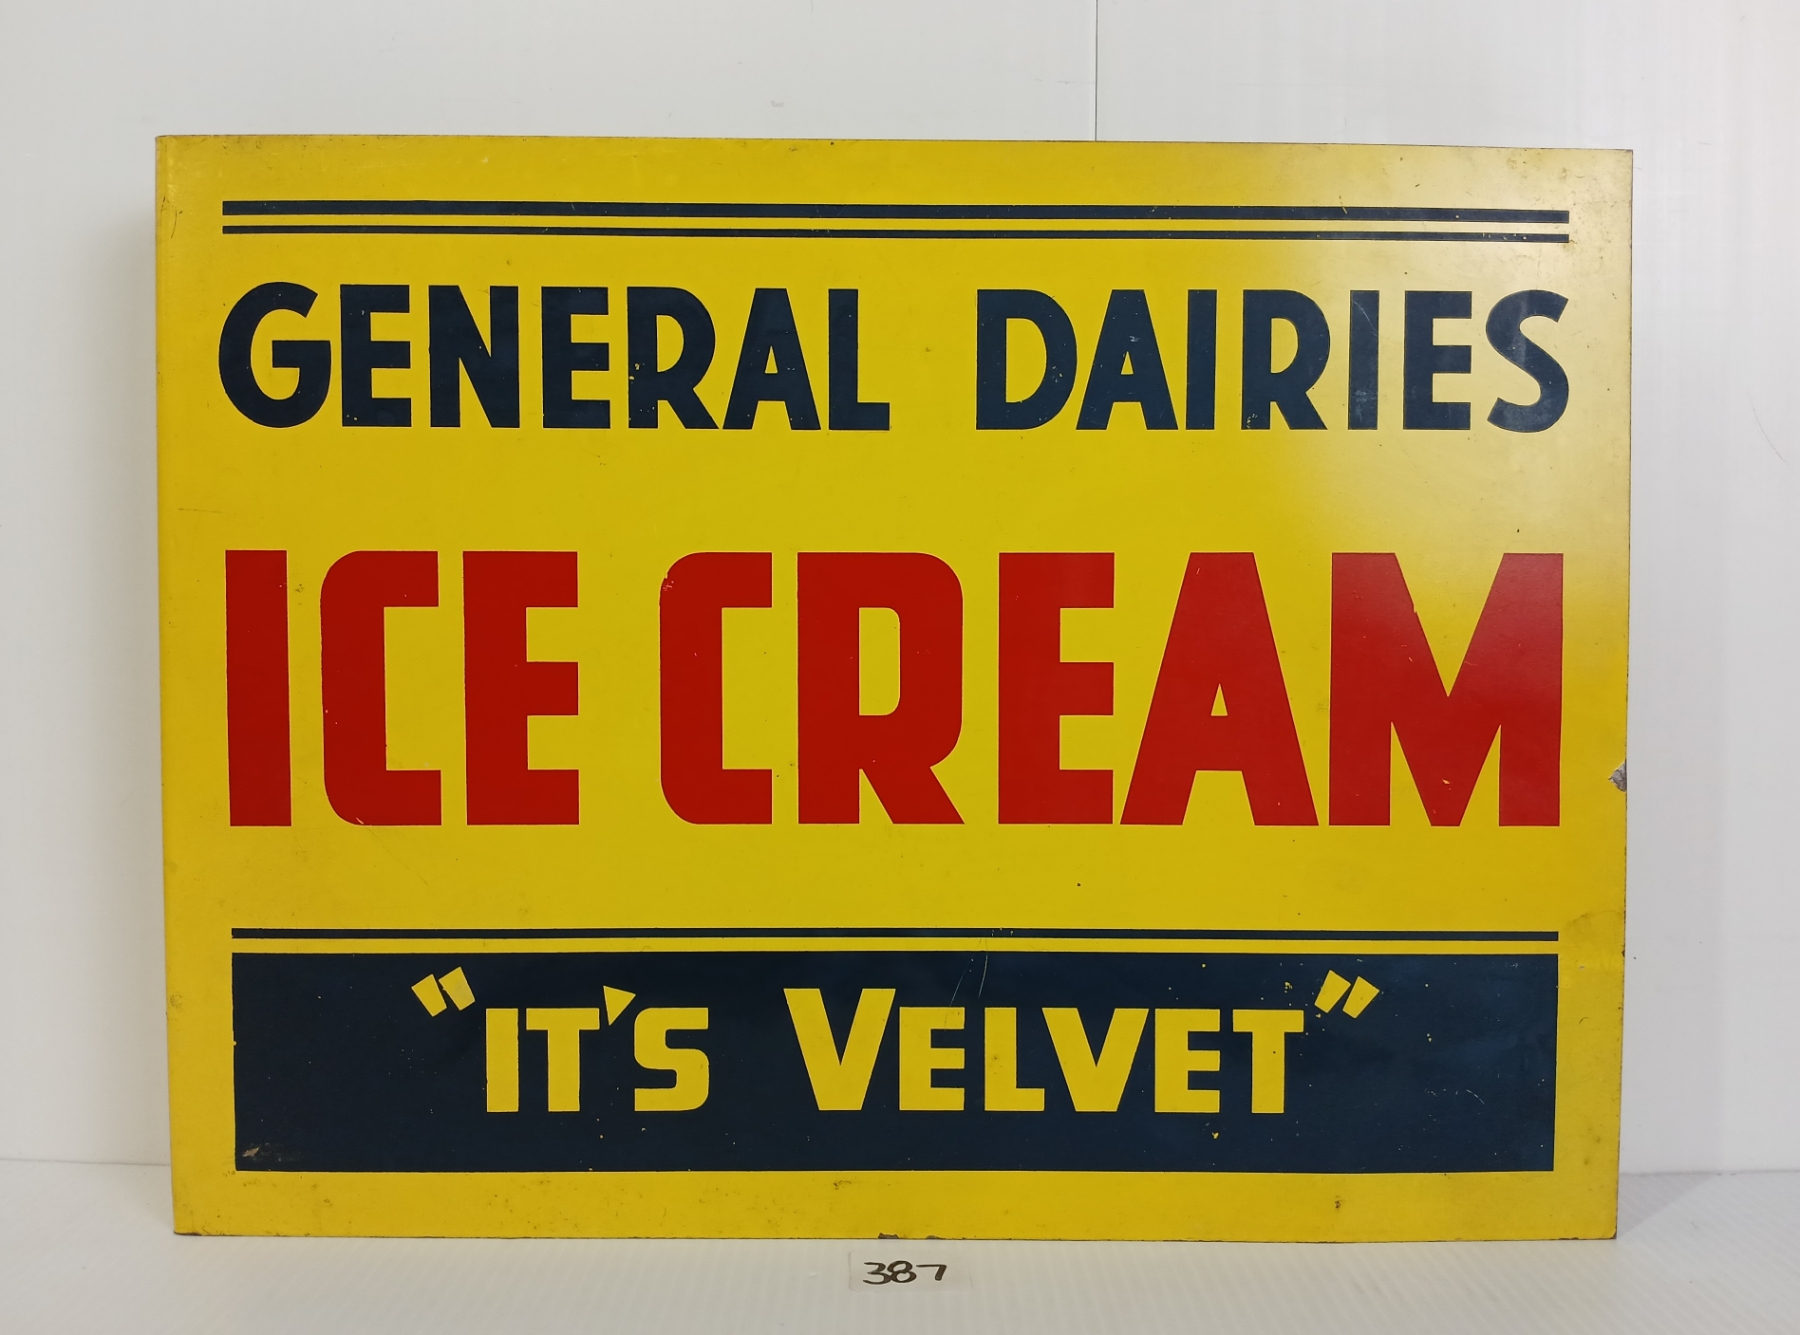 GENERAL DAIRIES
ICE CREAM
"IT'S VELVET"
387